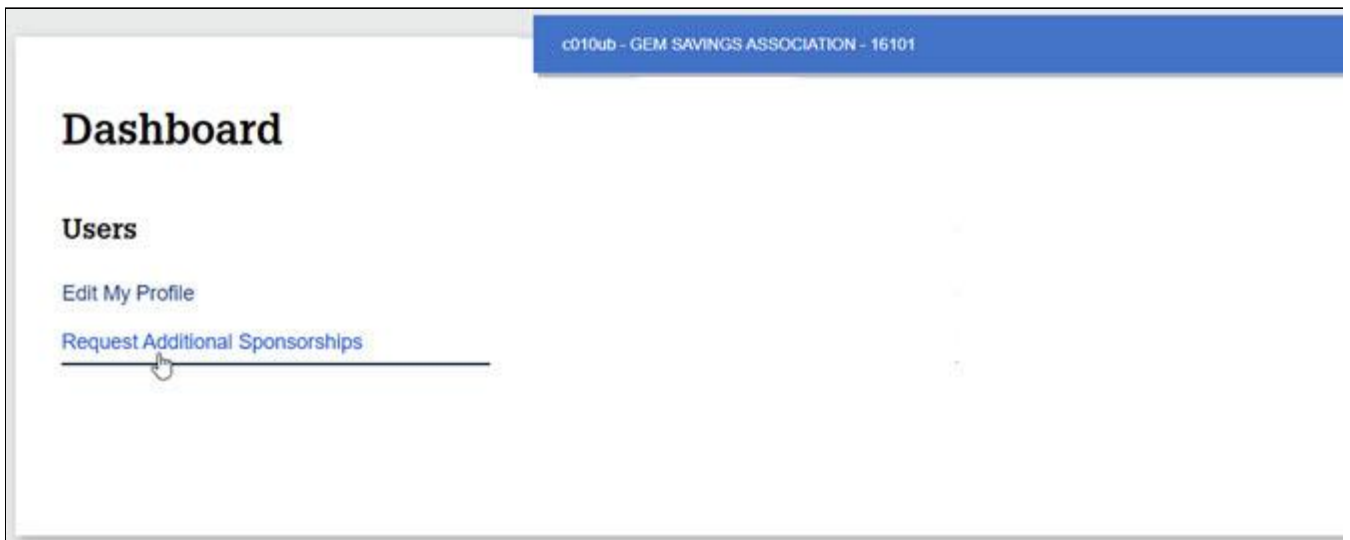 c010ub - GEM SAVINGS ASSOCIATION - 16101
Dashboard
Users
Edit My Profile
Request Additional Sponsorships